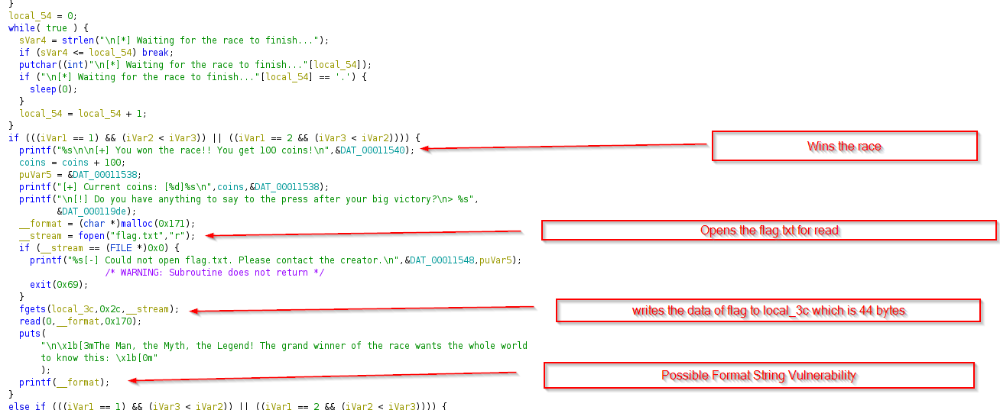 }
local_54 = 0;
while( true ) {
sVar4 = strlen("\n[*] Waiting for the race to finish...");
if (sVar4 <= local_54) break;
putchar((int)"\n[*] Waiting for the race to finish..."[local_54]);
if ("\n[*] Waiting for the race to finish..."[local_54] == '.') {
sleep(0);
}
local_54 = local_54 + 1;
}
if (((iVar1 == 1) && (iVar2 < iVar3)) || ((iVar1 == 2 && (iVar3 < iVar2)))) {
printf("%s\n\n[+] You won the race!! You get 100 coins!\n",&DAT_00011540);
Wins the race
coins = coins + 100;
puVar5 = &DAT_00011538;
printf("[+] Current coins: [%d]%s\n",coins,&DAT_00011538);
printf("\n[!] Do you have anything to say to the press after your big victory?\n> %s",
&DAT_000119de);
__format = (char *)malloc(0x171);
__stream = fopen("flag.txt","r");
Opens the flag.txt for read
if (__stream == (FILE *)0x0) {
printf("%s[-] Could not open flag.txt. Please contact the creator.\n",&DAT_00011548,puVar5);
/* WARNING: Subroutine does not return */
exit(0x69);
}
fgets(local_3c,0x2c,__stream);
writes the data of flag to local_3c which is 44 bytes
read(0,__format,0x170);
puts(
"\n\x1b[3mThe Man, the Myth, the Legend! The grand winner of the race wants the whole world
to know this: \x1b[0m"
);
printf(__format);
Possible Format String Vulnerability
}
else if (((iVar1 == 1) && (iVar3 < iVar2)) || ((iVar1 == 2 && (iVar2 < iVar3)))) {